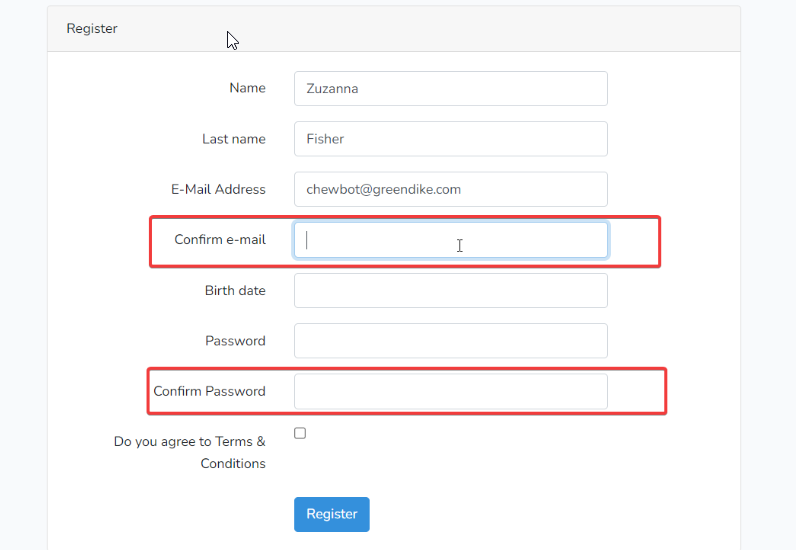 Register
Name Zuzanna
Last name Fisher
E-Mail Address chewbot@greendike.com
Confirm e-mail
Birth date
Password
Confirm Password
Do you agree to Terms &
Conditions
Register